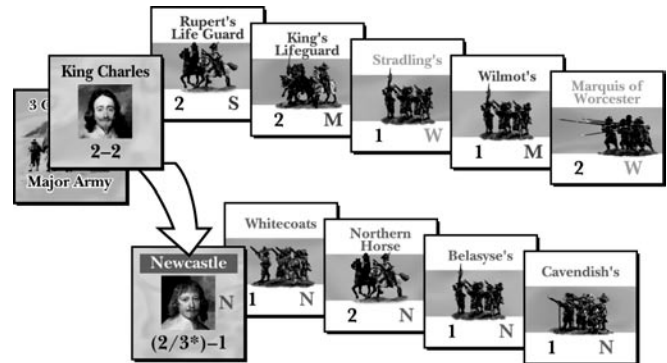 Rupert's
Life Guard
2 S
King's
Lifeguard
2 M
Stradling's
1 W
Wilmot's
1 M
Marquis of
Worcester
2 W
King Charles
2–2
3
Major Army
Whitecoats
1 N
Northern
Horse
2 N
Belasyse's
1 N
Cavendish's
1 N
Newcastle
N
(2/3*)–1